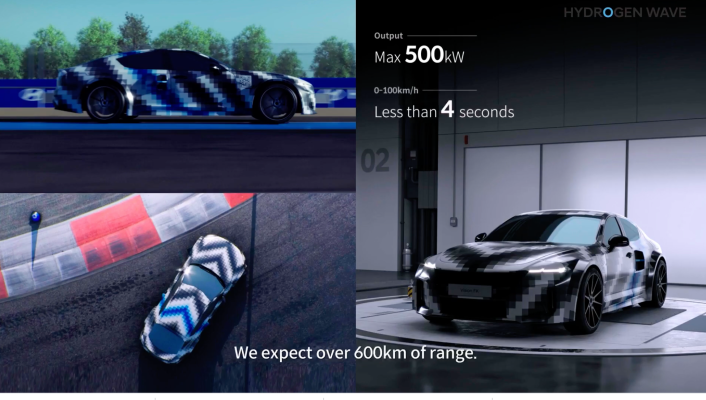 HYDROGEN WAVE
Output
Max 500kW
0-100km/h
Less than 4 seconds
02
We expect over 600km of range.